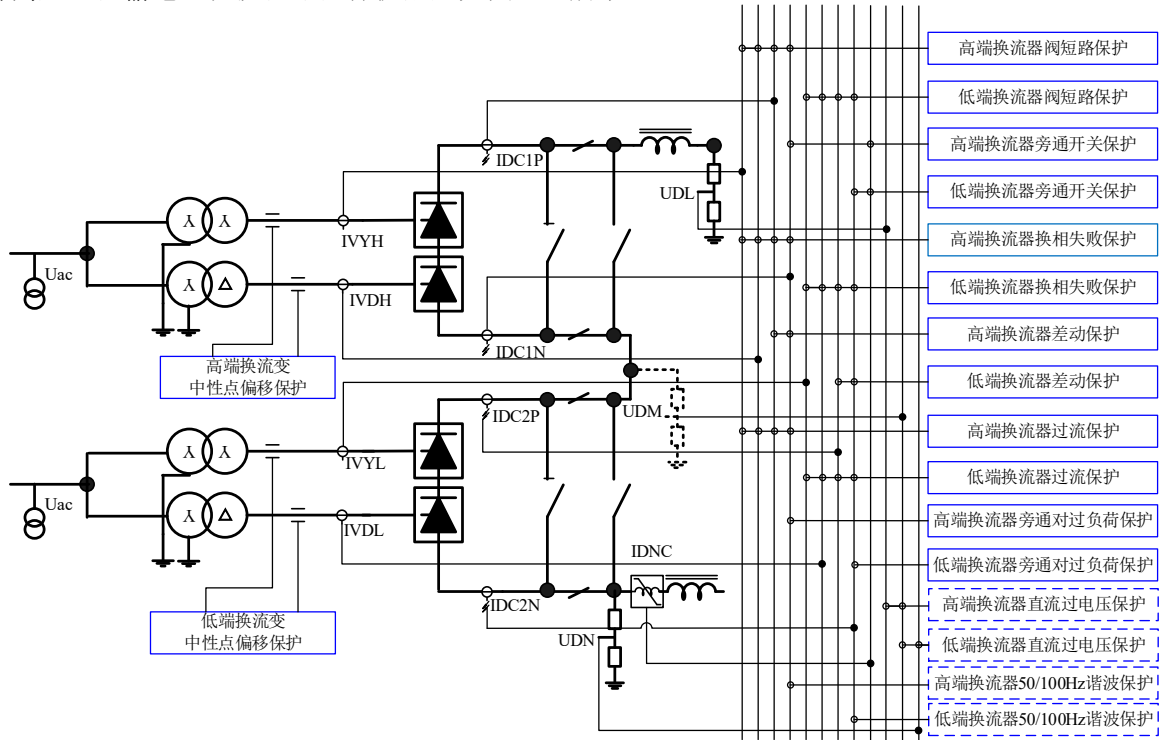 高端换流器阀短路保护
低端换流器阀短路保护
高端换流器旁通开关保护
低端换流器旁通开关保护
高端换流器换相失败保护
低端换流器换相失败保护
高端换流器差动保护
低端换流器差动保护
高端换流器过流保护
低端换流器过流保护
高端换流器旁通对过负荷保护
低端换流器旁通对过负荷保护
高端换流器直流过电压保护
低端换流器直流过电压保护
高端换流器50/100Hz谐波保护
低端换流器50/100Hz谐波保护
IDC1P
UDL
Y Y
IVYH
Uac
Y Δ
IVDH
IDC1N
高端换流变
中性点偏移保护
IDC2P
UDM
Y Y
IVYL
Uac
Y Δ
IVDL
IDNC
IDC2N
低端换流变
中性点偏移保护
UDN